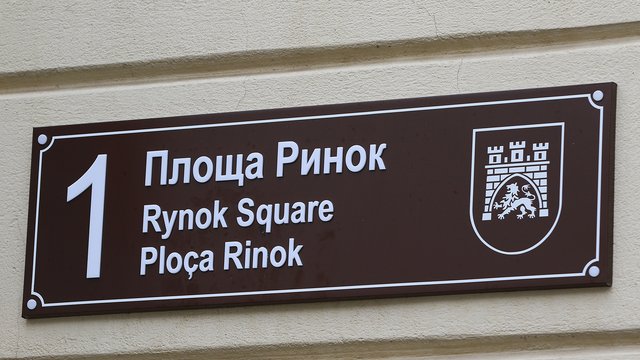 1
Площа Ринок
Rynok Square
Ploça Rinok